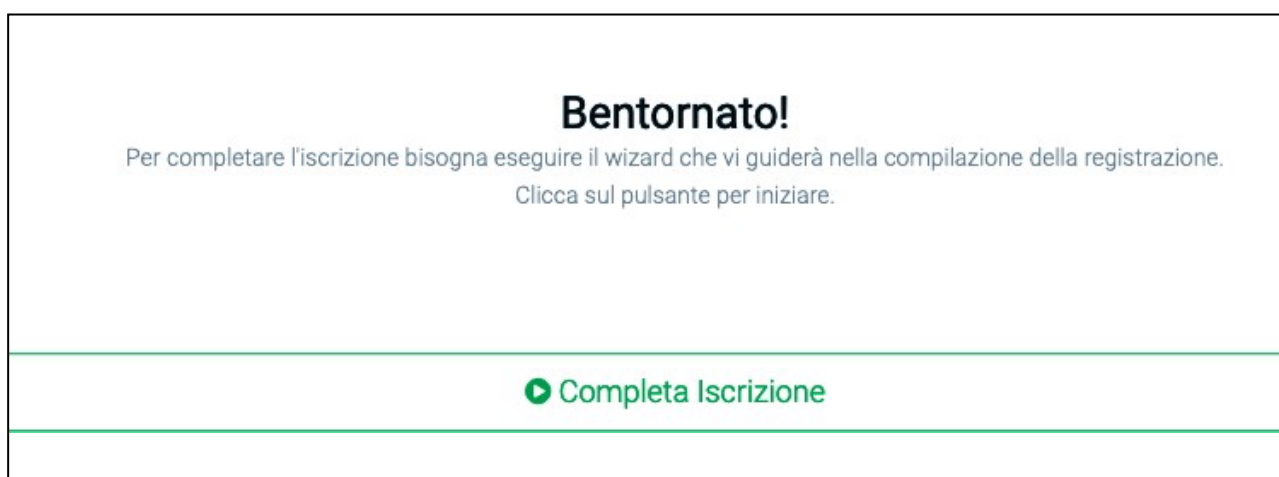 Bentornato!
Per completare l'iscrizione bisogna eseguire il wizard che vi guiderà nella compilazione della registrazione.
Clicca sul pulsante per iniziare.
Completa Iscrizione